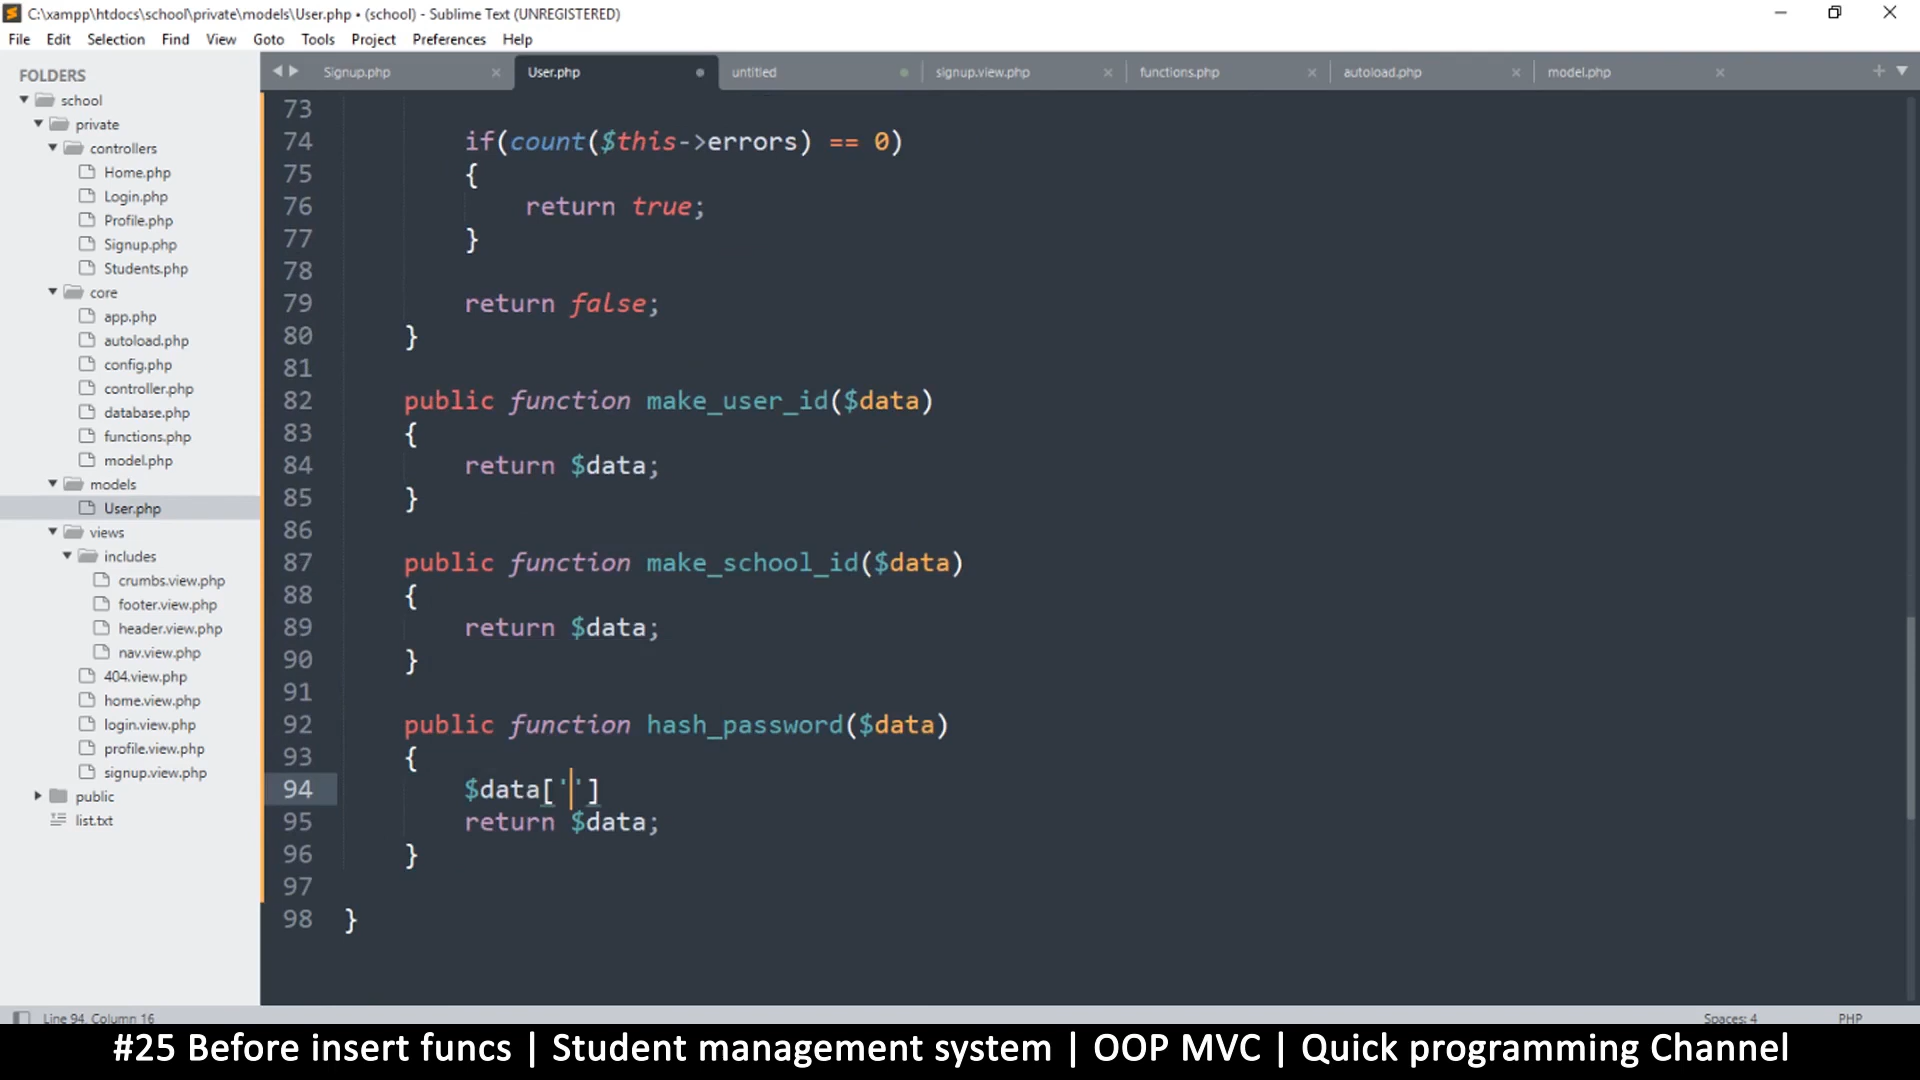 C:\xampp\htdocs\school\private\models\User.php • (school) - Sublime Text (UNREGISTERED)
File Edit Selection Find View Goto Tools Project Preferences Help
FOLDERS
school
private
controllers
Home.php
Login.php
Profile.php
Signup.php
Students.php
core
app.php
autoload.php
config.php
controller.php
database.php
functions.php
model.php
models
User.php
views
includes
crumbs.view.php
footer.view.php
header.view.php
nav.view.php
404.view.php
home.view.php
login.view.php
profile.view.php
signup.view.php
public
list.txt
Signup.php User.php untitled signup.view.php functions.php autoload.php model.php
73
74 if(count($this->errors) == 0)
75 {
76 return true;
77 }
78
79 return false;
80 }
81
82 public function make_user_id($data)
83 {
84 return $data;
85 }
86
87 public function make_school_id($data)
88 {
89 return $data;
90 }
91
92 public function hash_password($data)
93 {
94 $data['']
95 return $data;
96 }
97
98 }
Line 94, Column 16 Spaces: 4 PHP
#25 Before insert funcs | Student management system | OOP MVC | Quick programming Channel